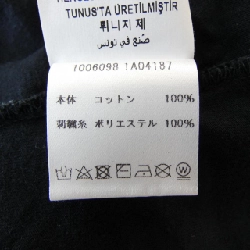 TUNUS'TA ÜRETİLMİŞTİR
튀니지 제
صنع في تونس
7006098 1A04187
本体 コットン 100%
刺繍糸 ポリエステル 100%